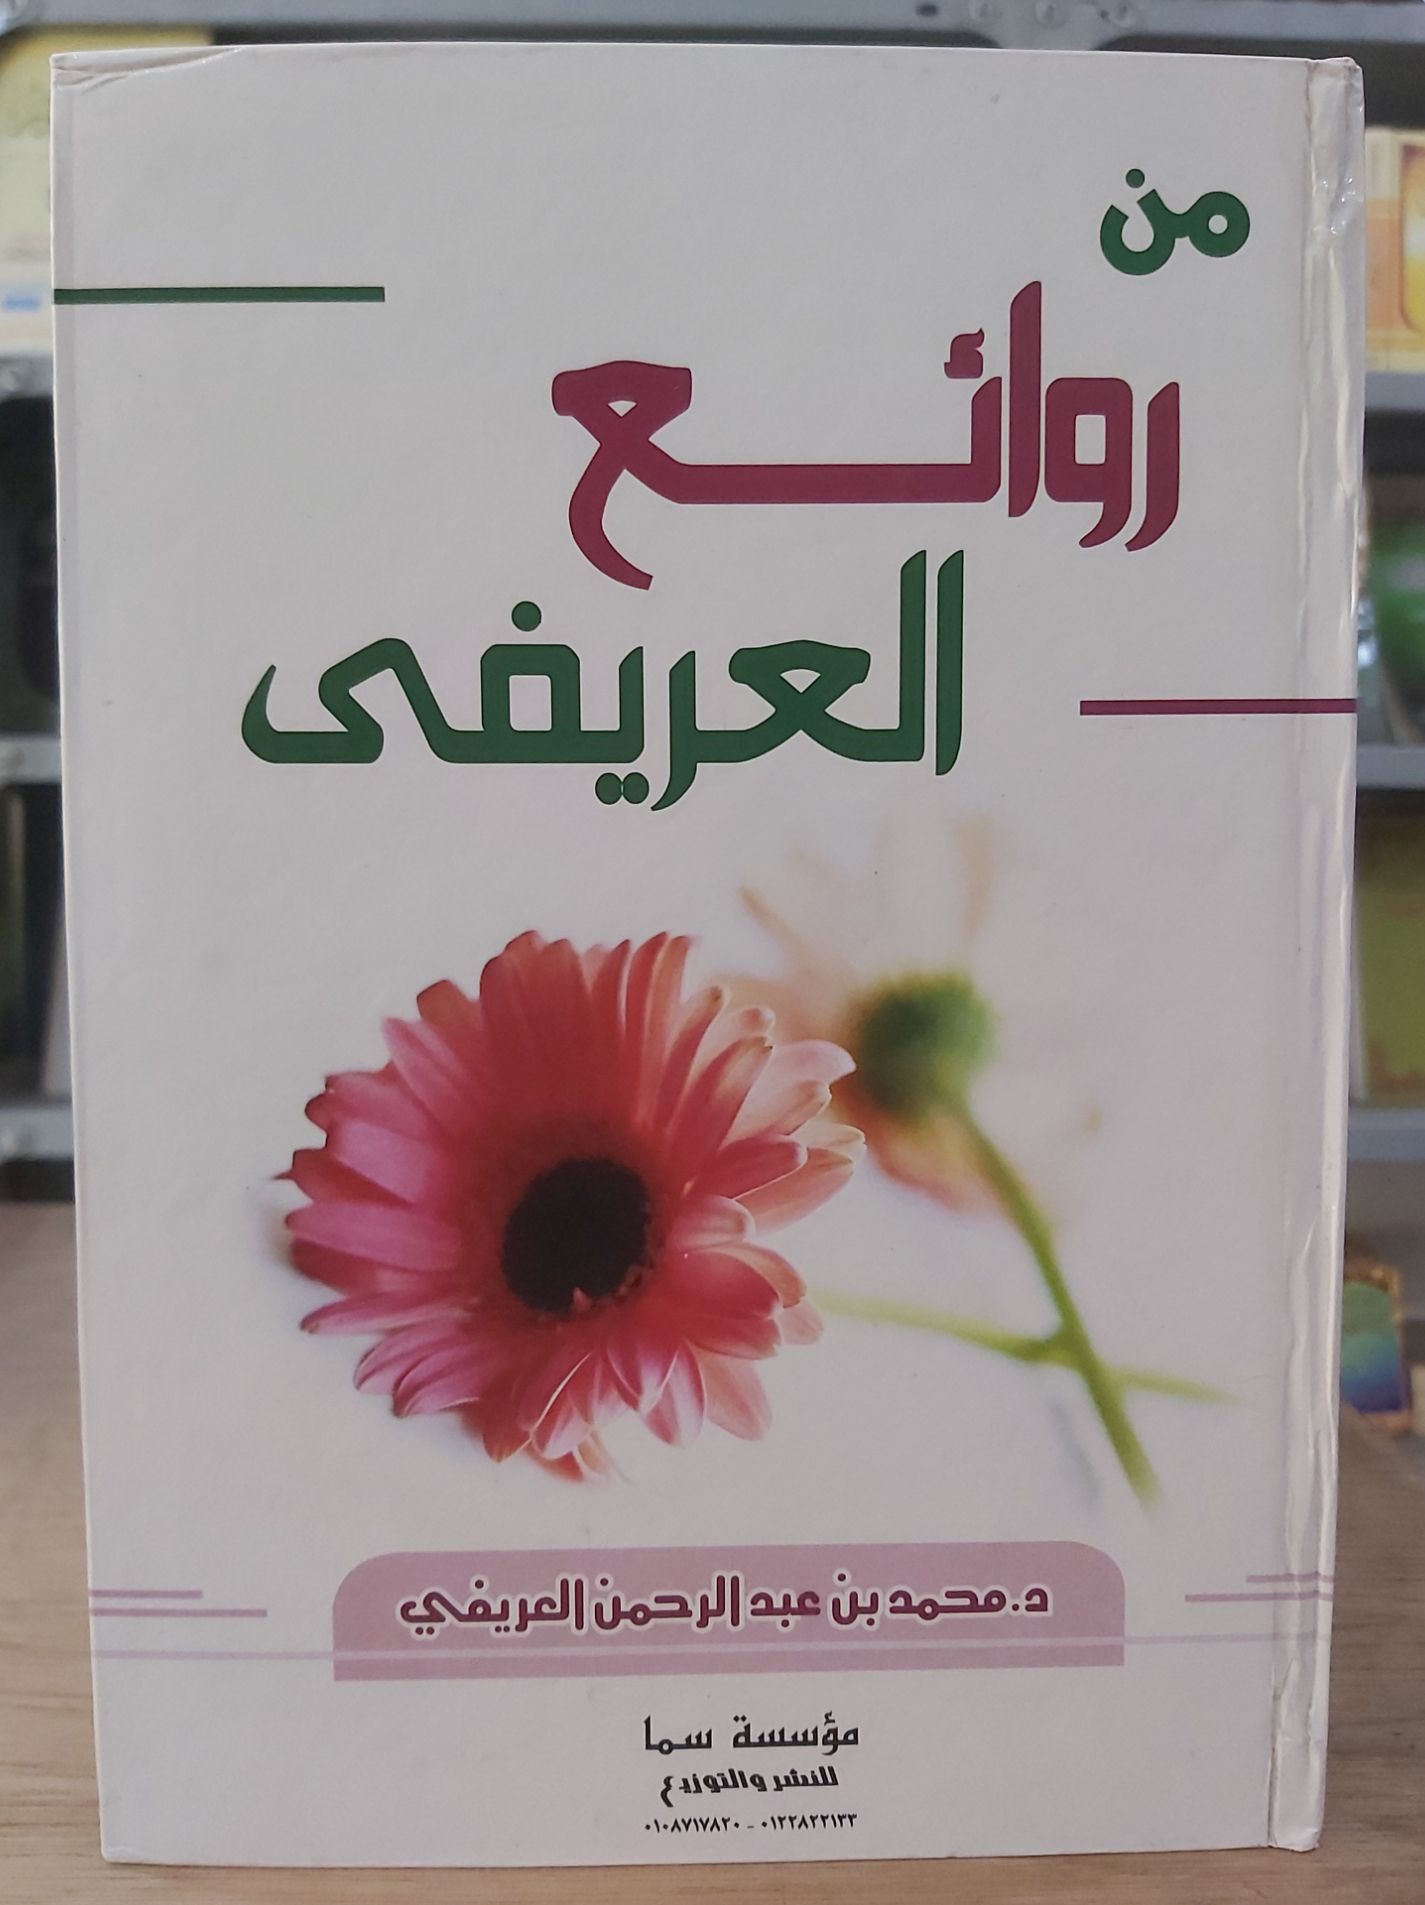 من
روائع
العريفى
د.محمد بن عبد الرحمن العريفي
مؤسسة سما
للنشر والتوزيع
٠١٠٨٧١٧٨٢٠ - ٠١٢٢٨٢٢١٣٣